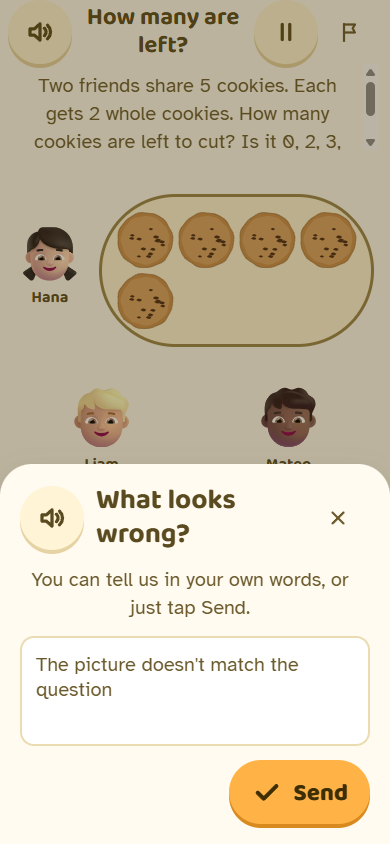 How many are
left?
Two friends share 5 cookies. Each
gets 2 whole cookies. How many
cookies are left to cut? Is it 0, 2, 3,
Hana
Liam
Mateo
What looks
wrong?
You can tell us in your own words, or
just tap Send.
The picture doesn't match the
question
Send